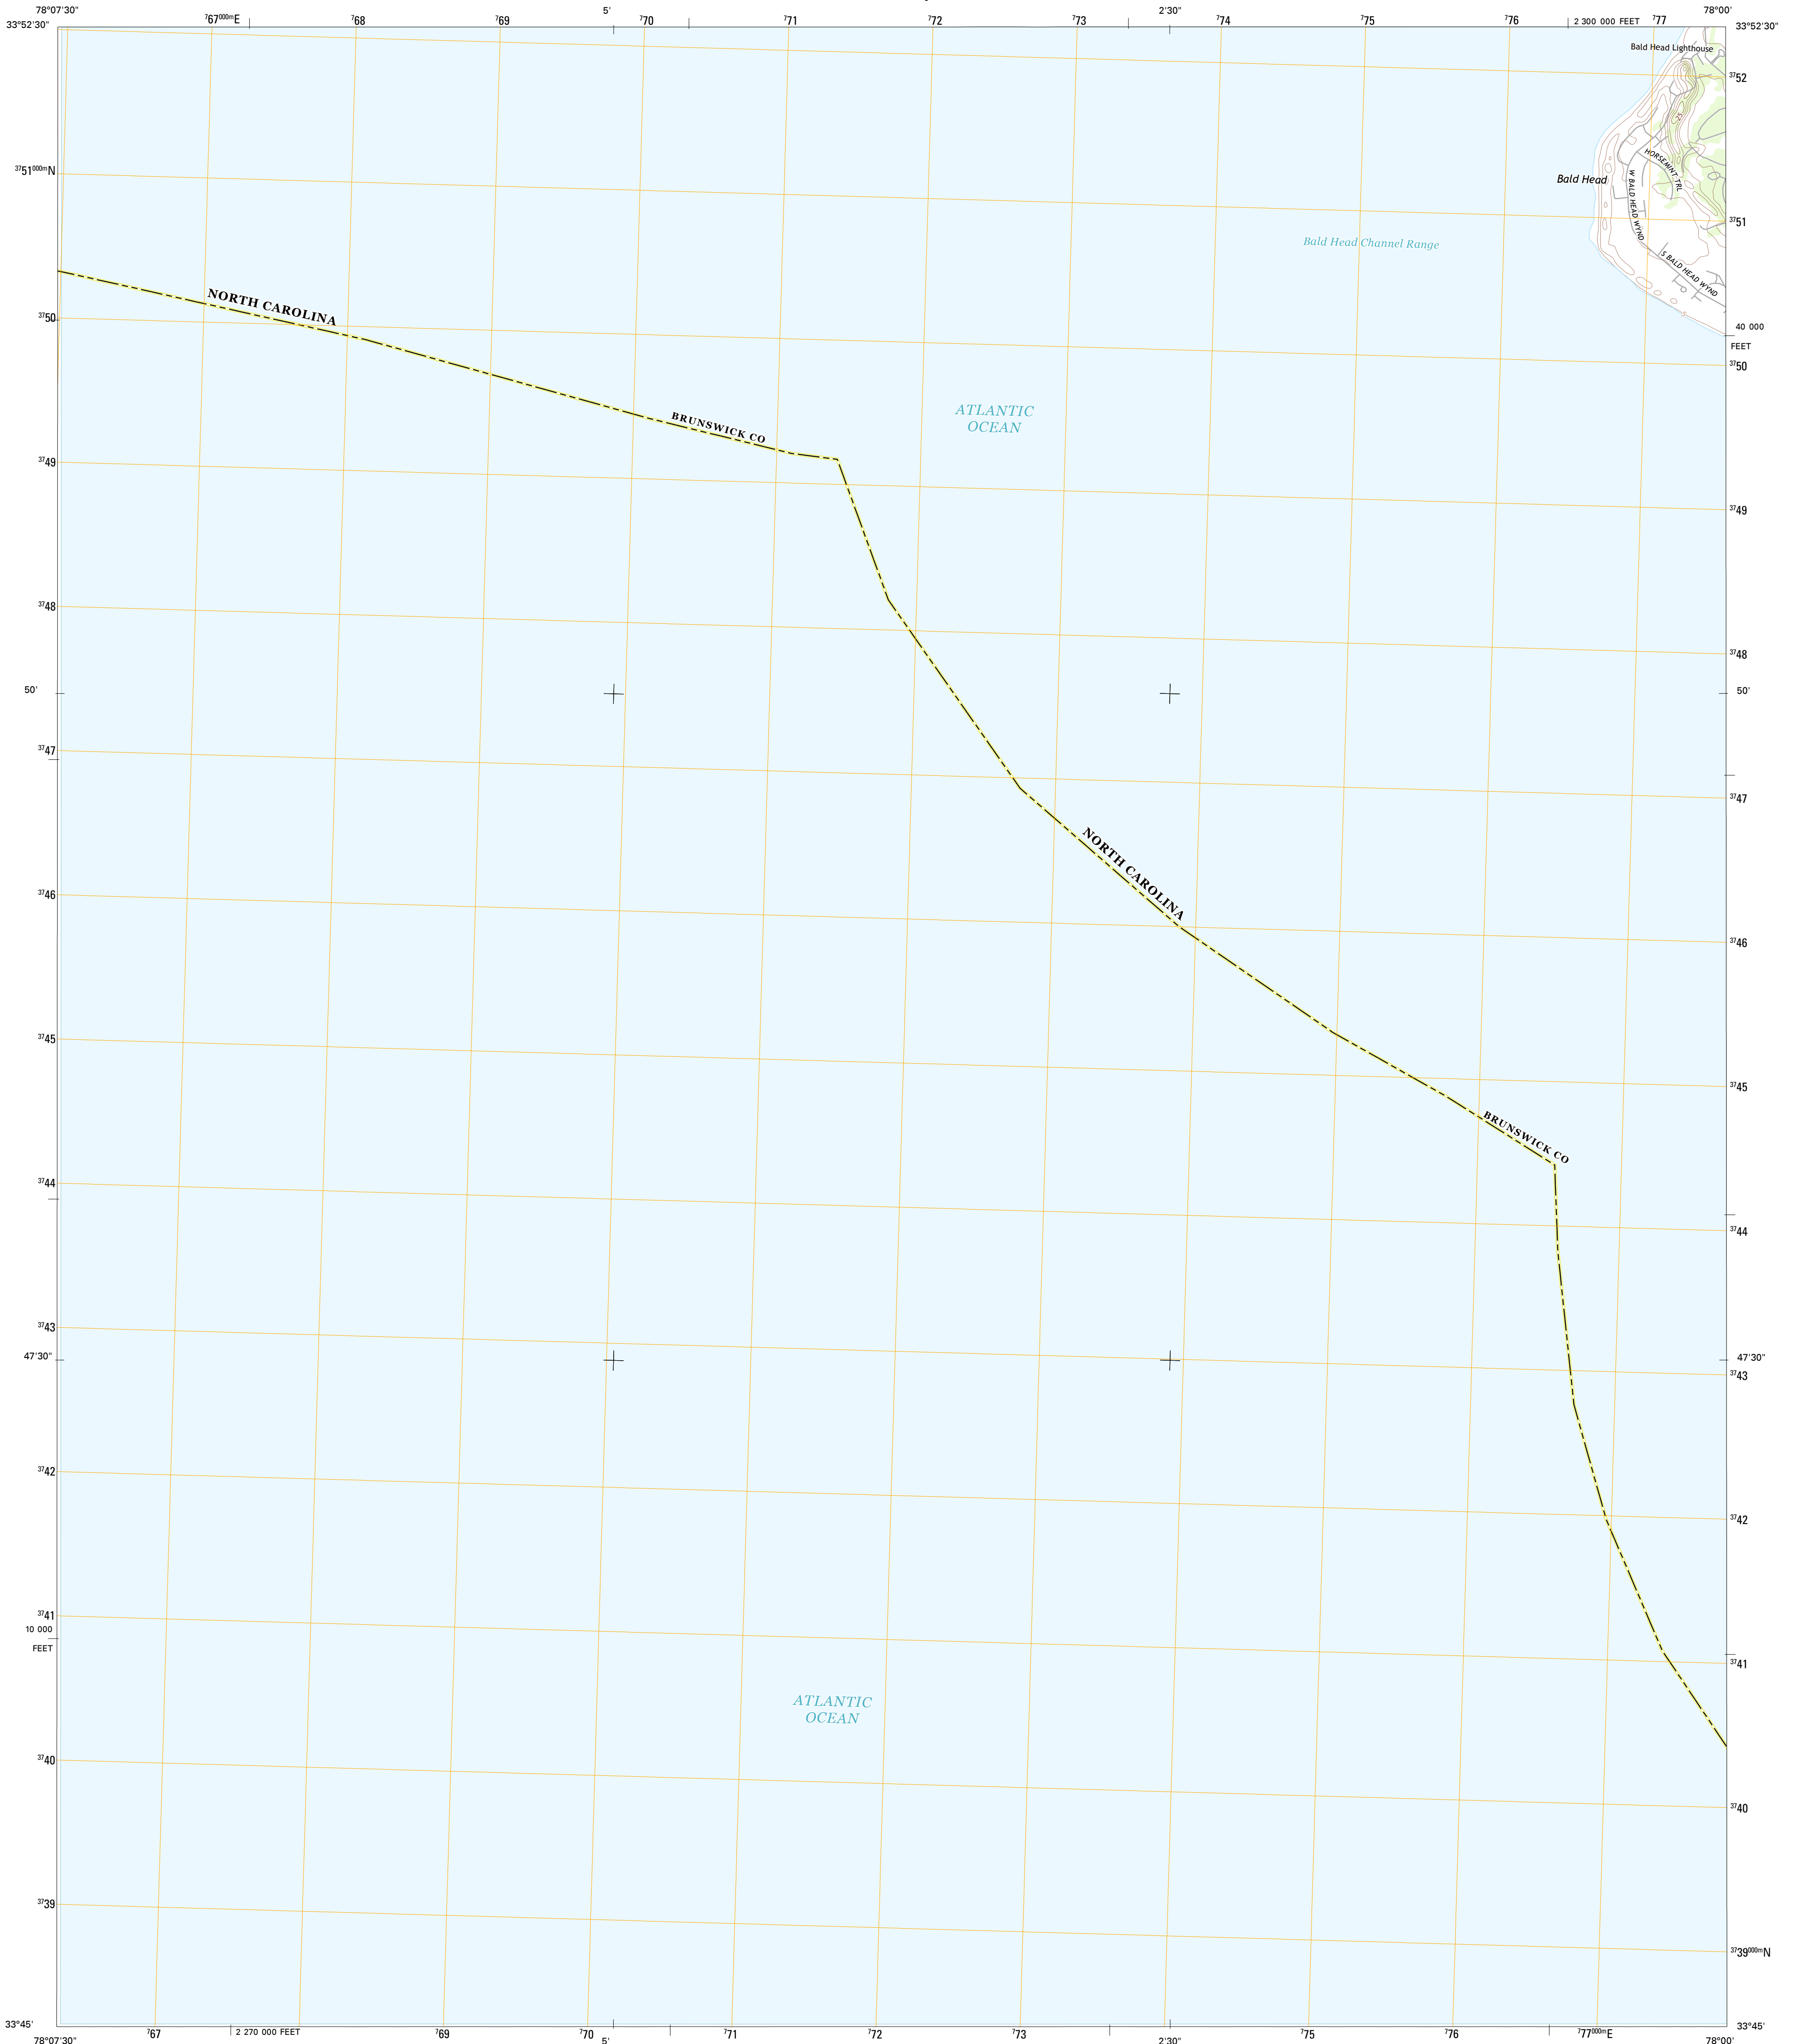 78°07'30" 767000mE 768 769 5' 770 771 772 773 2'30" 774 775 776 2 300 000 FEET 777 78°00'
33°52'30" 33°52'30"
Bald Head Lighthouse
3752
25
HORSEMINT TRL
3751000mN
Bald Head
W BALD HEAD WYND
3751
Bald Head Channel Range
S BALD HEAD WYND
NORTH CAROLINA
3750
40 000
FEET
3750
ATLANTIC
OCEAN
BRUNSWICK CO
3749
3749
3748
3748
50' 50'
3747
3747
NORTH CAROLINA
3746
3746
3745
3745
BRUNSWICK CO
3744
3744
3743
47'30" 47'30"
3743
3742
3742
3741
10 000
FEET
3741
ATLANTIC
OCEAN
3740
3740
3739
3739000mN
33°45' 33°45'
78°07'30" 767 2 270 000 FEET 769 770 5' 771 772 773 2'30" 775 776 777000mE 78°00'